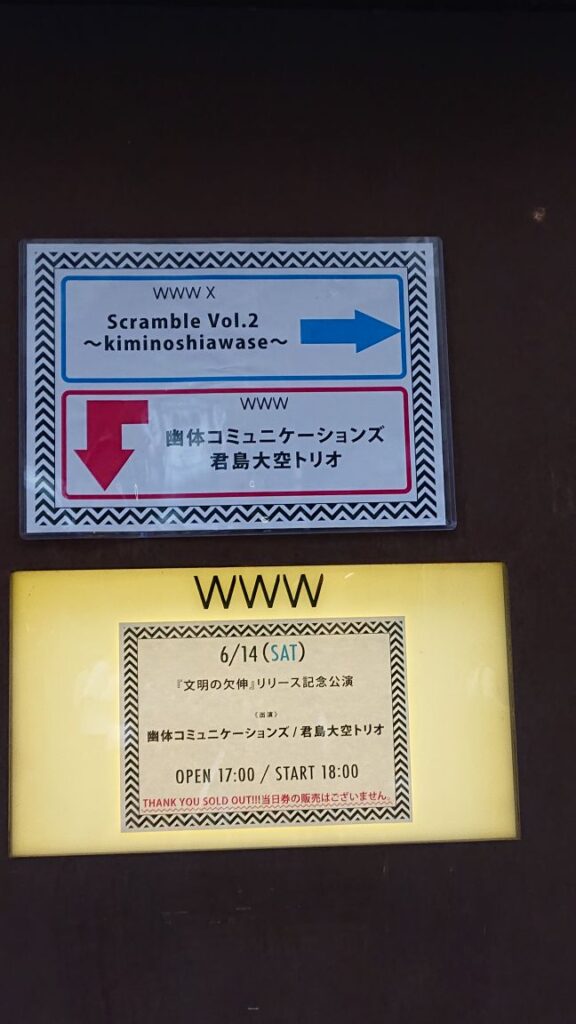 WWW X
Scramble Vol.2
～kiminoshiawase～
WWW
幽体コミュニケーションズ
君島大空トリオ
WWW
6/14(SAT)
『文明の欠伸』リリース記念公演
《出演》
幽体コミュニケーションズ / 君島大空トリオ
OPEN 17:00 / START 18:00
THANK YOU SOLD OUT!!!当日券の販売はございません。